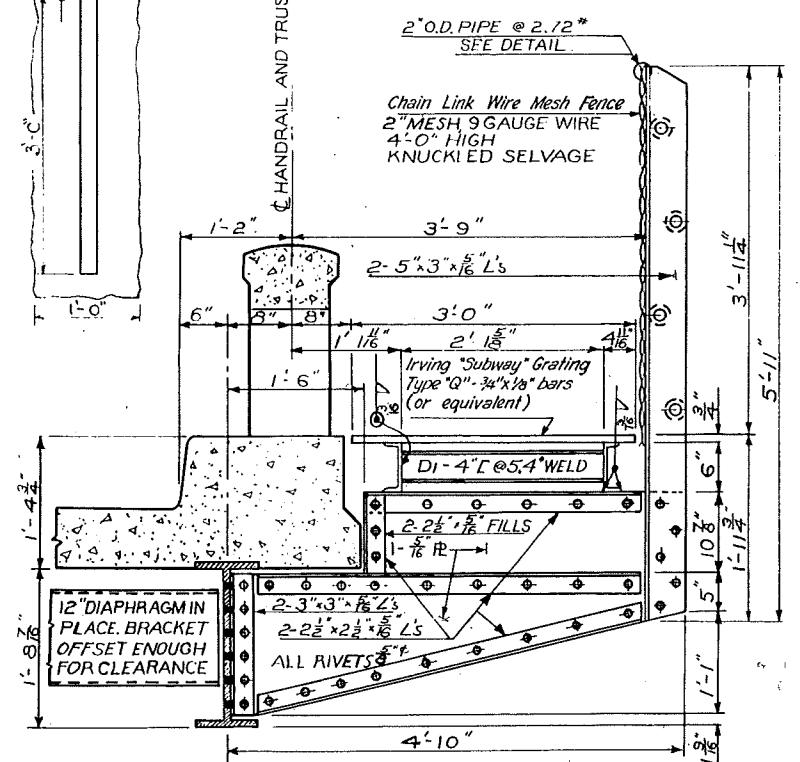 2" O.D. PIPE @ 2.72#
SEE DETAIL
℄ HANDRAIL AND TRUS
3'-0"
1'-0"
Chain Link Wire Mesh Fence
2" MESH, 9 GAUGE WIRE
4'-0" HIGH
KNUCKLED SELVAGE
1'-2"
3'-9"
2- 5"x3"x5/16" L's
6"
8"
8"
3'-0"
1' 1 11/16"
2' 1 5/8"
4 11/16"
1'-6"
Irving "Subway" Grating
Type "Q" - 3/4"x1/8" bars
(or equivalent)
3/16
3/16
D1 - 4"[ @ 5.4# WELD
3'-11 1/4"
5'-11"
3/4"
6"
10 7/8"
1'-11 3/4"
5"
1'-1"
9/16"
1'-4 3/4"
1'-8 7/16"
2-2 1/2"x5/16" FILLS
1- 5/16" PL
2-3"x3"x5/16" L's
2-2 1/2"x2 1/2"x5/16" L's
ALL RIVETS 5/8"φ
12" DIAPHRAGM IN
PLACE. BRACKET
OFFSET ENOUGH
FOR CLEARANCE
4'-10"